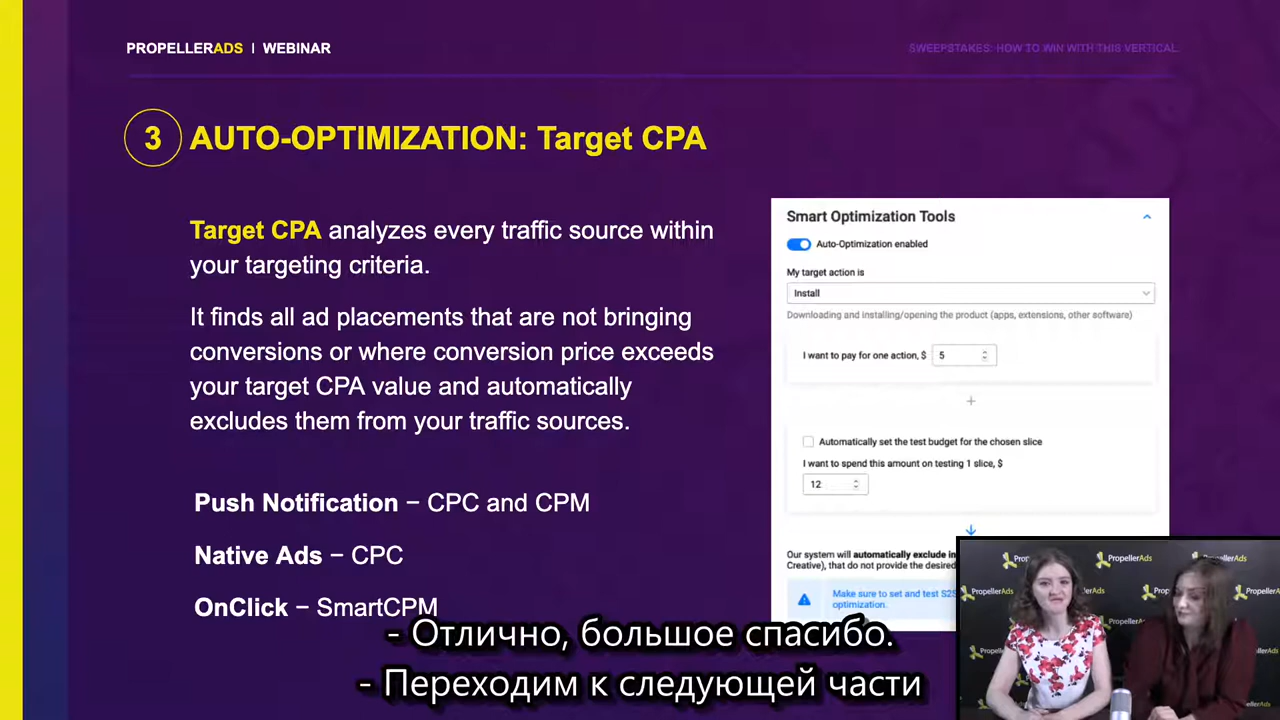 PROPELLERADS | WEBINAR
SWEEPSTAKES: HOW TO WIN WITH THIS VERTICAL
3 AUTO-OPTIMIZATION: Target CPA
Target CPA analyzes every traffic source within
your targeting criteria.
It finds all ad placements that are not bringing
conversions or where conversion price exceeds
your target CPA value and automatically
excludes them from your traffic sources.
Push Notification – CPC and CPM
Native Ads – CPC
OnClick – SmartCPM
Smart Optimization Tools
Auto-Optimization enabled
My target action is
Install
Downloading and installing/opening the product (apps, extensions, other software)
I want to pay for one action, $ 5
+
Automatically set the test budget for the chosen slice
I want to spend this amount on testing 1 slice, $
12
Our system will automatically exclude in
Creative), that do not provide the desired
Make sure to set and test S2S
optimization.
PropellerAds
PropellerAds
PropellerAds
PropellerAds
- Отлично, большое спасибо.
- Переходим к следующей части